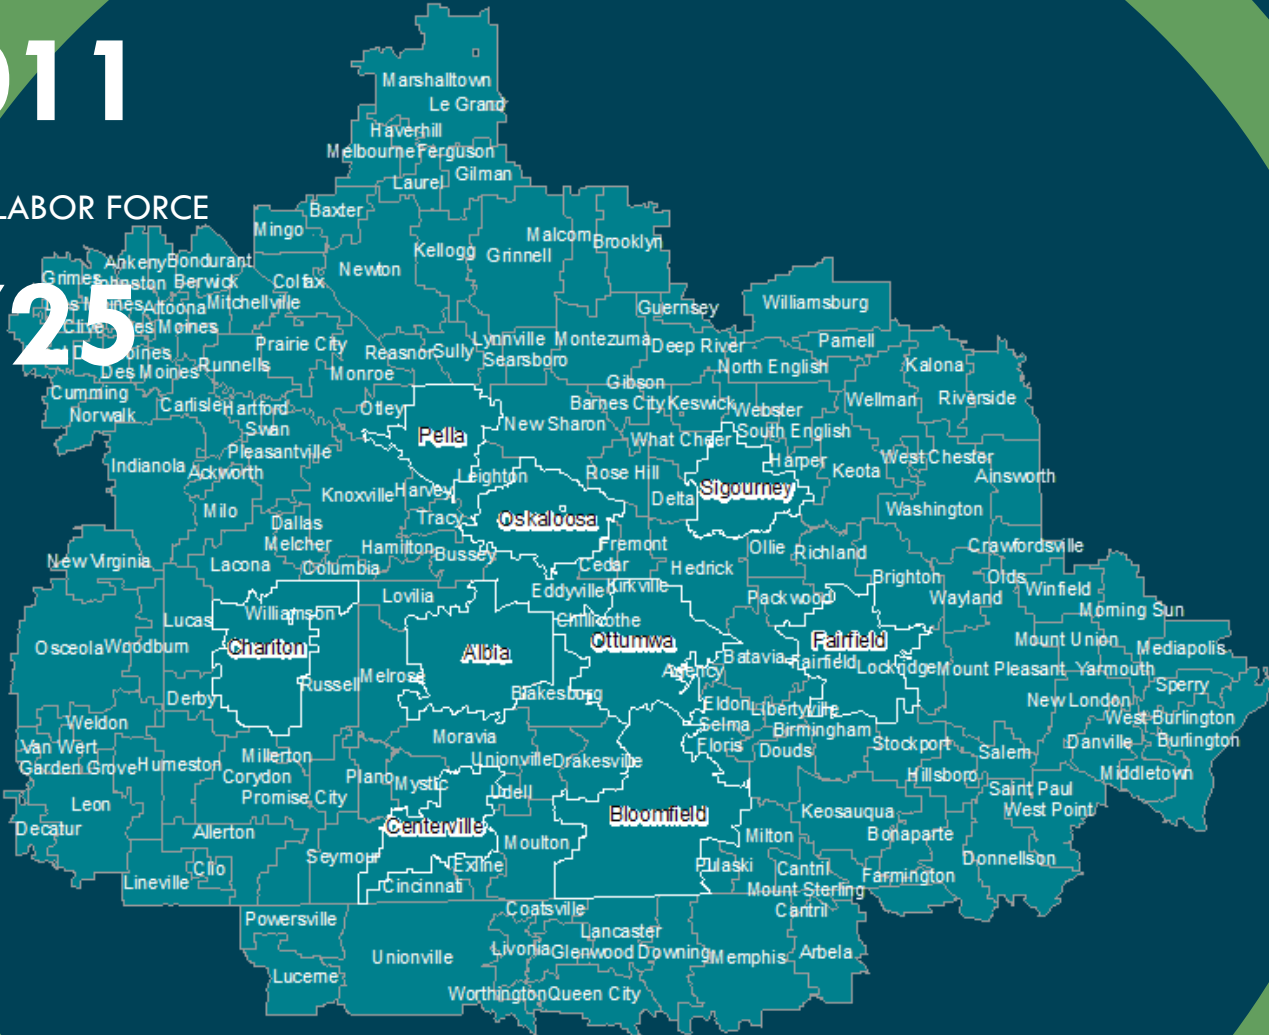 011
LABOR FORCE
25
Marshalltown
Le Grand
Haverhill
Melbourne Ferguson
Laurel Gilman
Baxter
Mingo
Malcom Brooklyn
Kellogg Grinnell
Ankeny Bondurant
Newton
Grimes Johnston Berwick Colfax
Altoona Mitchellville
Williamsburg
Guernsey
Clive Des Moines
Prairie City Lynnville Montezuma Deep River Parnell
Reasnor Sully Searsboro
Des Moines Runnells Monroe
North English Kalona
Gibson
Cumming
Norwalk Carlisle Hartford Otley
Barnes City Keswick Webster Wellman Riverside
Swan
Pella New Sharon What Cheer South English
Pleasantville
Indianola Ackworth
Leighton Rose Hill Harper Keota West Chester Ainsworth
Knoxville Harvey Delta Sigourney
Milo
Tracy Oskaloosa Washington
Dallas
Melcher Hamilton Bussey Fremont Ollie Richland Crawfordsville
New Virginia Lacona Columbia Cedar Hedrick
Brighton Olds Winfield
Lovilia Eddyville Kirkville Packwood Wayland
Morning Sun
Williamson Lucas Chillicothe
Osceola Woodburn Chariton Albia Ottumwa Fairfield Mount Union Mediapolis
Batavia Fairfield Lockridge Mount Pleasant Yarmouth
Russell Melrose Agency
Derby Blakesburg Sperry
Eldon Libertyville New London
Weldon Selma West Burlington
Moravia Birmingham
Van Wert Floris Douds Stockport Salem Danville Burlington
Garden Grove Humeston Millerton Unionville Drakesville
Corydon Plano Mystic Hillsboro Middletown
Promise City Udell Saint Paul
Leon West Point
Bloomfield Keosauqua
Decatur Allerton Centerville Milton Bonaparte
Moulton
Seymour Exline Pulaski Cantril Donnellson
Clio
Lineville Cincinnati Farmington
Mount Sterling
Coatsville Cantril
Powersville
Lancaster
Unionville Livonia Glenwood Downing Memphis Arbela
Lucerne
Worthington Queen City